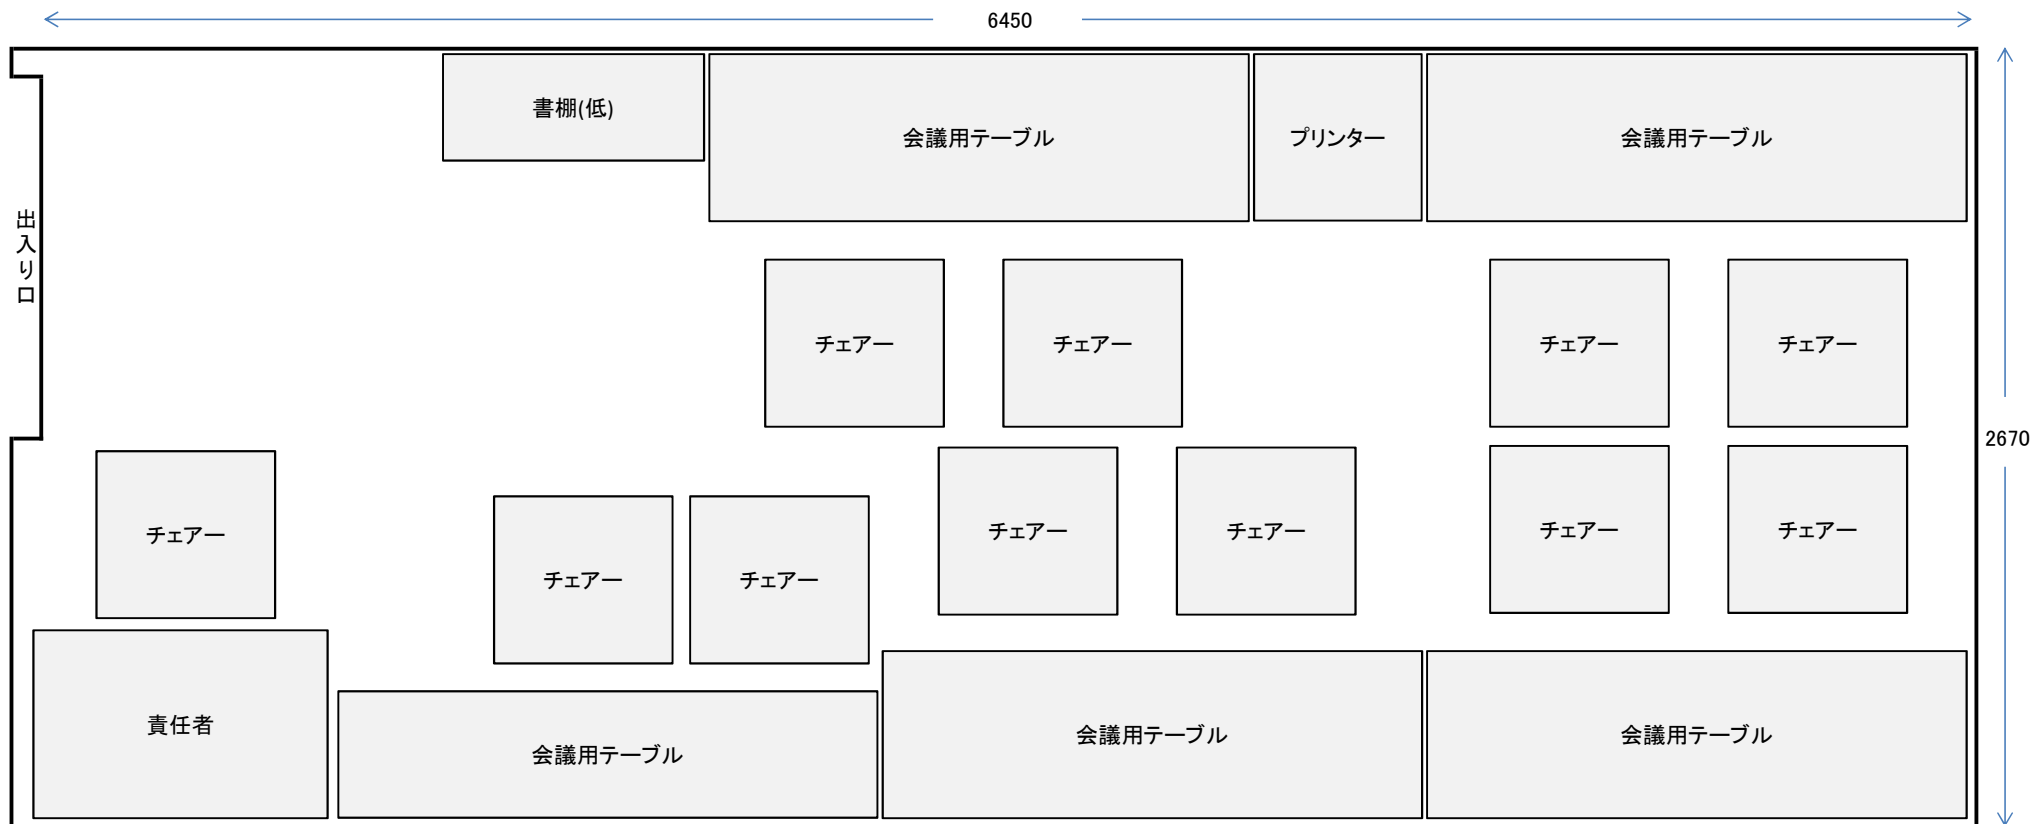 6450
書棚(低)
会議用テーブル
プリンター
会議用テーブル
出入り口
チェアー
チェアー
チェアー
チェアー
2670
チェアー
チェアー
チェアー
チェアー
チェアー
チェアー
チェアー
責任者
会議用テーブル
会議用テーブル
会議用テーブル